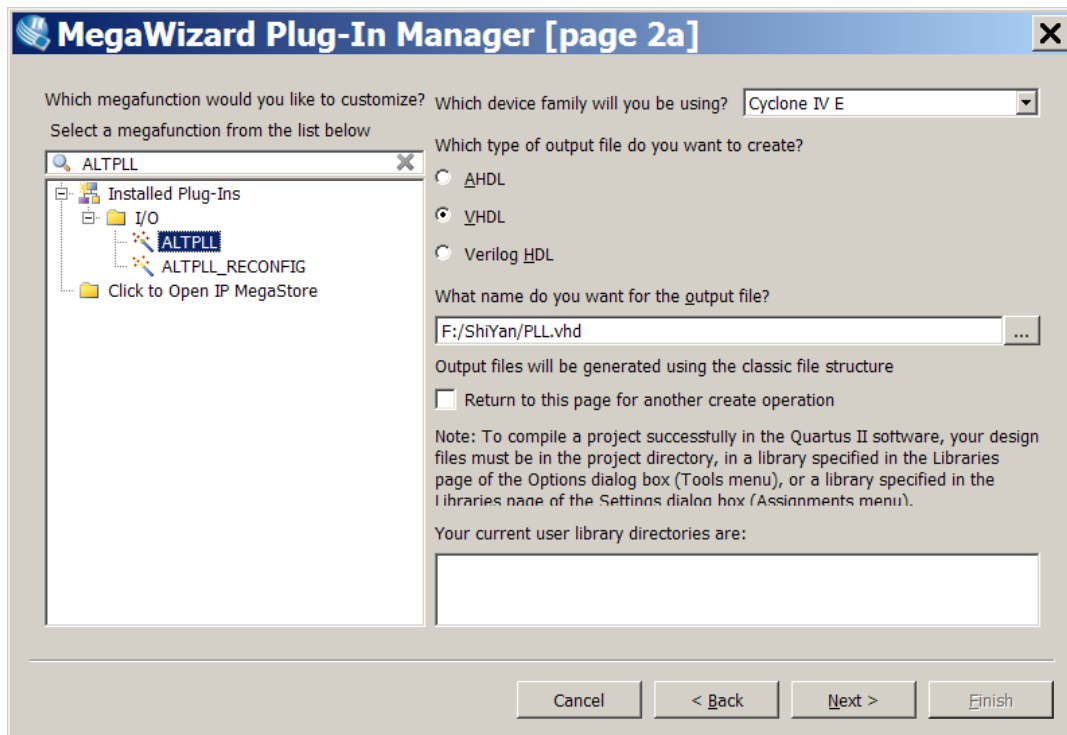 MegaWizard Plug-In Manager [page 2a]
Which megafunction would you like to customize?
Select a megafunction from the list below
ALTPLL
Installed Plug-Ins
I/O
ALTPLL
ALTPLL_RECONFIG
Click to Open IP MegaStore
Which device family will you be using?
Cyclone IV E
Which type of output file do you want to create?
AHDL
VHDL
Verilog HDL
What name do you want for the output file?
F:/ShiYan/PLL.vhd
...
Output files will be generated using the classic file structure
Return to this page for another create operation
Note: To compile a project successfully in the Quartus II software, your design
files must be in the project directory, in a library specified in the Libraries
page of the Options dialog box (Tools menu), or a library specified in the
Libraries page of the Settings dialog box (Assignments menu).
Your current user library directories are:
Cancel
< Back
Next >
Finish